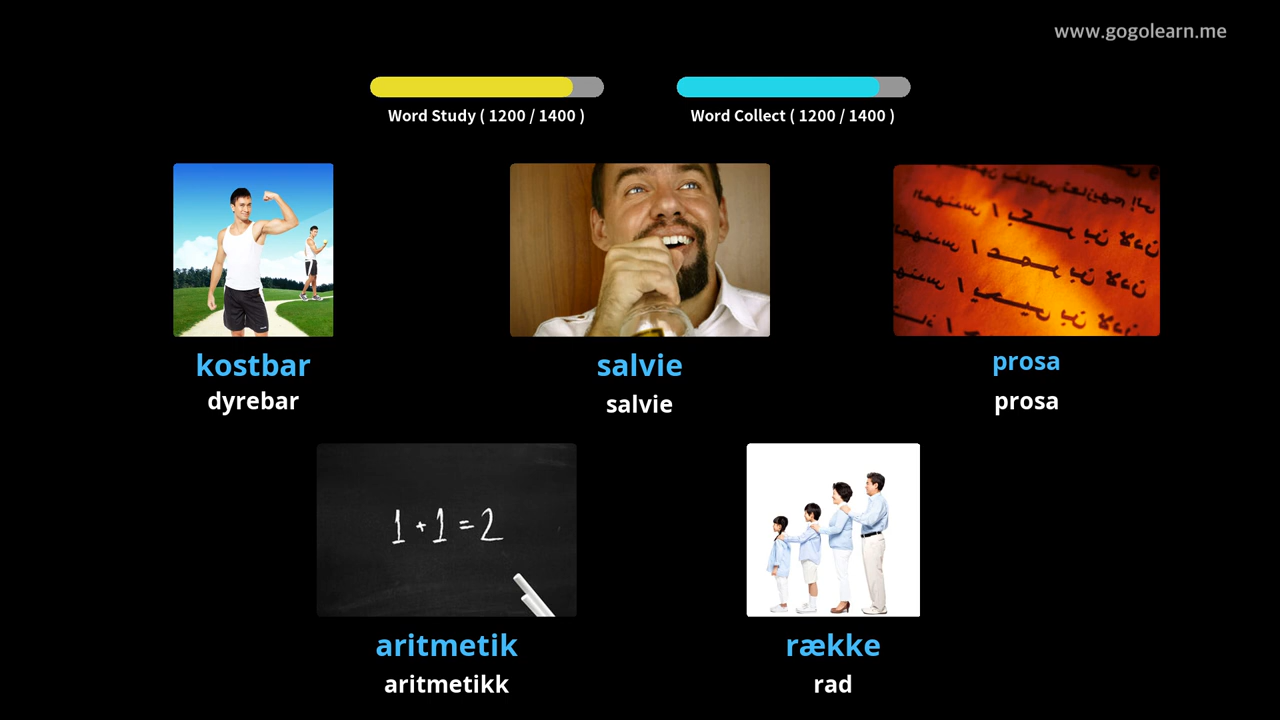 www.gogolearn.me
Word Study ( 1200 / 1400 )
Word Collect ( 1200 / 1400 )
kostbar
dyrebar
salvie
salvie
prosa
prosa
1 + 1 = 2
aritmetik
aritmetikk
række
rad